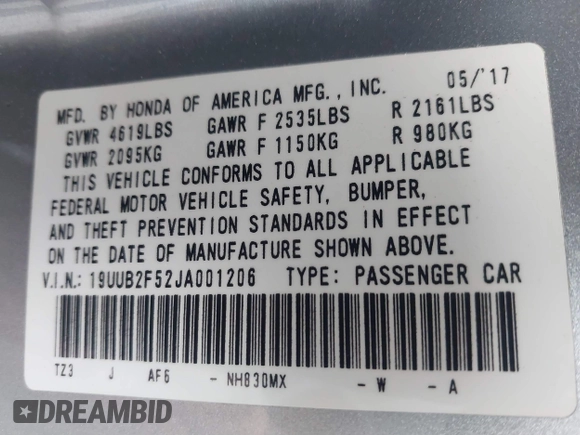 MFD. BY HONDA OF AMERICA MFG., INC. 05/'17
GVWR 4619LBS GAWR F 2535LBS R 2161LBS
GVWR 2095KG GAWR F 1150KG R 980KG
THIS VEHICLE CONFORMS TO ALL APPLICABLE
FEDERAL MOTOR VEHICLE SAFETY, BUMPER,
AND THEFT PREVENTION STANDARDS IN EFFECT
ON THE DATE OF MANUFACTURE SHOWN ABOVE.
V.I.N.: 19UUB2F52JA001206 TYPE: PASSENGER CAR
TZ3 J AF6 - NH830MX - W - A
DREAMBID